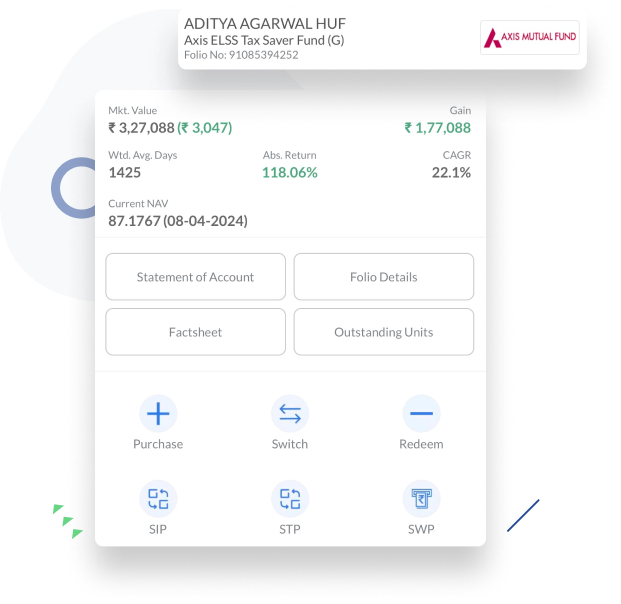 ADITYA AGARWAL HUF
Axis ELSS Tax Saver Fund (G)
Folio No: 91085394252
AXIS MUTUAL FUND
Mkt. Value Gain
₹ 3,27,088 (₹ 3,047) ₹ 1,77,088
Wtd. Avg. Days Abs. Return CAGR
1425 118.06% 22.1%
Current NAV
87.1767 (08-04-2024)
Statement of Account Folio Details
Factsheet Outstanding Units
Purchase Switch Redeem
₹
SIP STP SWP